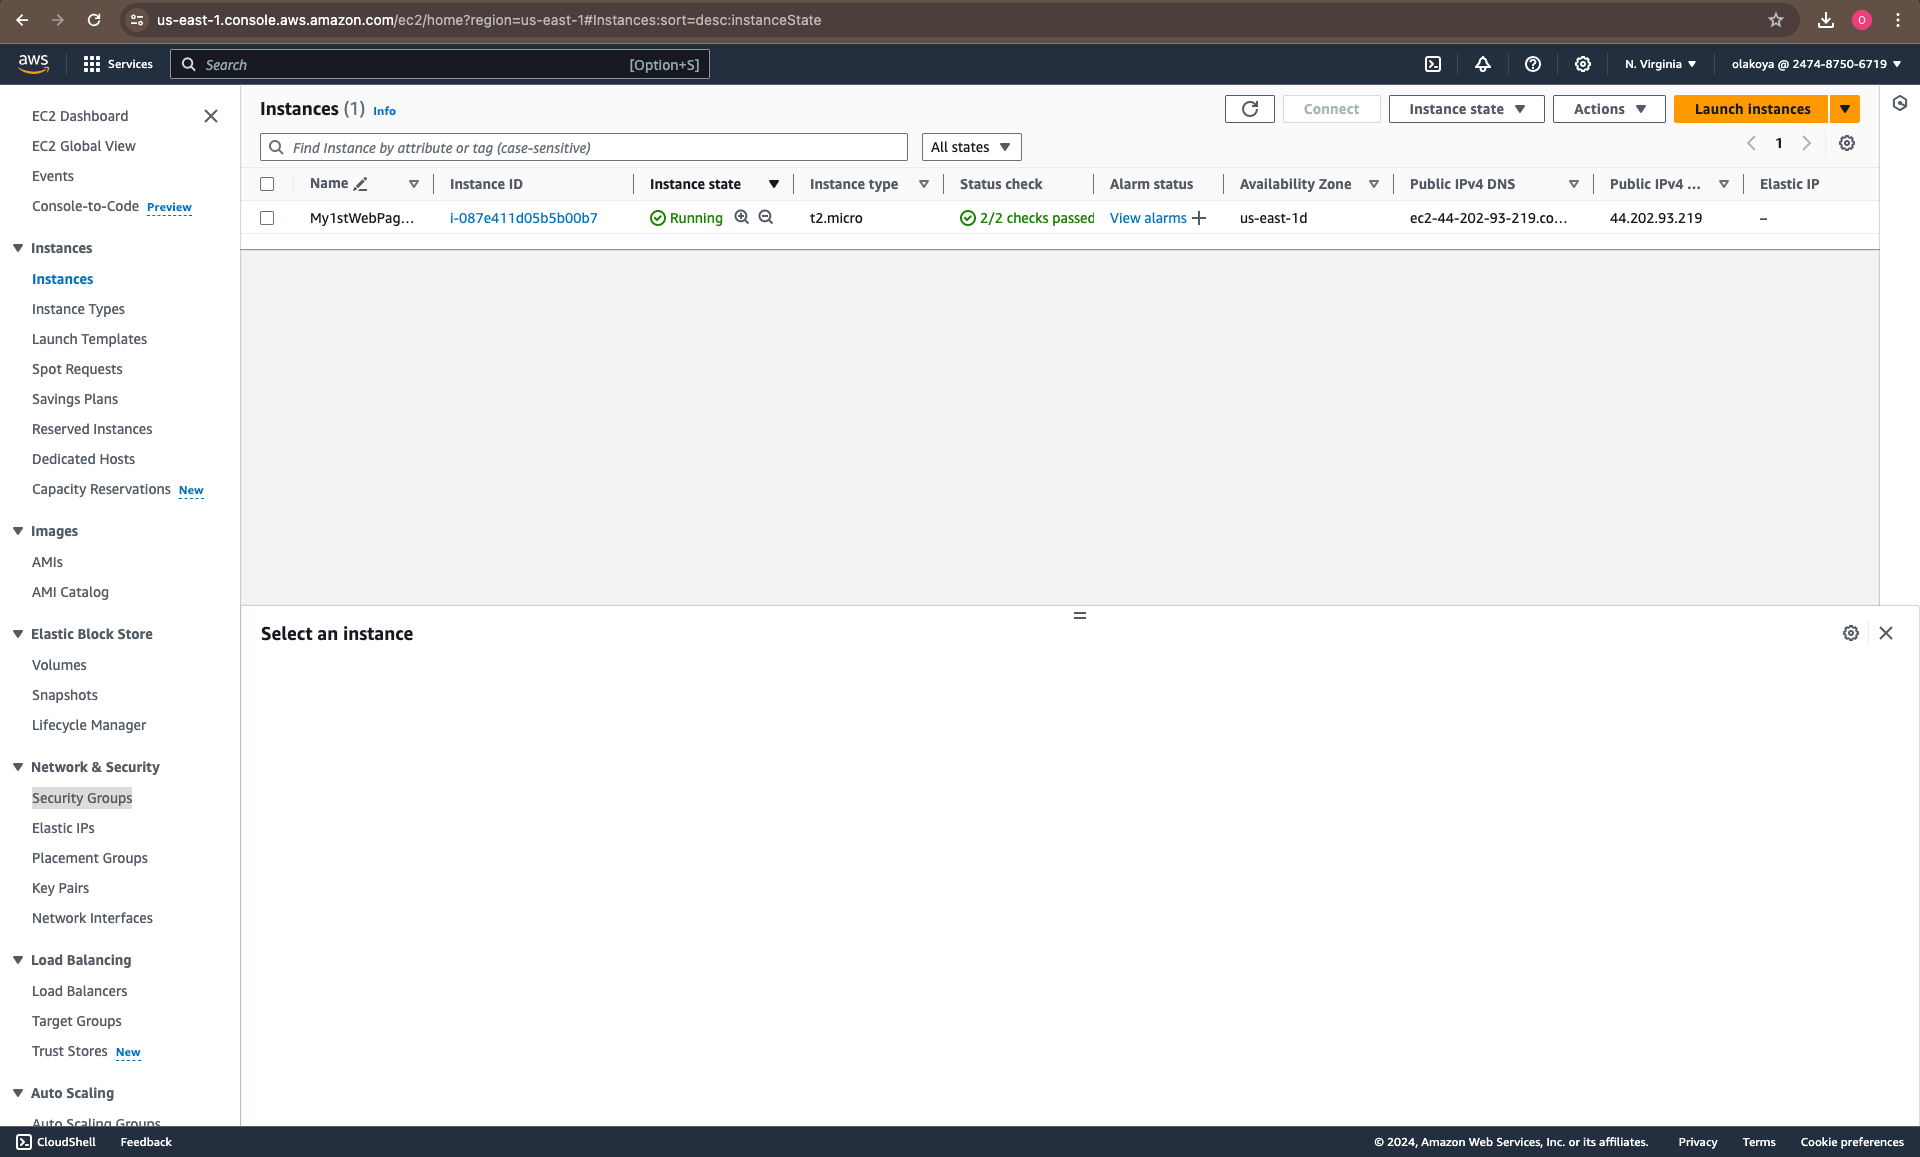 us-east-1.console.aws.amazon.com/ec2/home?region=us-east-1#Instances:sort=desc:instanceState
O
aws
Services
Search
[Option+S]
N. Virginia
olakoya @ 2474-8750-6719
EC2 Dashboard
EC2 Global View
Events
Console-to-Code Preview
Instances
Instances
Instance Types
Launch Templates
Spot Requests
Savings Plans
Reserved Instances
Dedicated Hosts
Capacity Reservations New
Images
AMIs
AMI Catalog
Elastic Block Store
Volumes
Snapshots
Lifecycle Manager
Network & Security
Security Groups
Elastic IPs
Placement Groups
Key Pairs
Network Interfaces
Load Balancing
Load Balancers
Target Groups
Trust Stores New
Auto Scaling
Auto Scaling Groups
Instances (1) Info
Connect
Instance state
Actions
Launch instances
Find Instance by attribute or tag (case-sensitive)
All states
1
Name Instance ID Instance state Instance type Status check Alarm status Availability Zone Public IPv4 DNS Public IPv4 ... Elastic IP
My1stWebPag... i-087e411d05b5b00b7 Running t2.micro 2/2 checks passed View alarms + us-east-1d ec2-44-202-93-219.co... 44.202.93.219 –
Select an instance
CloudShell
Feedback
© 2024, Amazon Web Services, Inc. or its affiliates.
Privacy
Terms
Cookie preferences